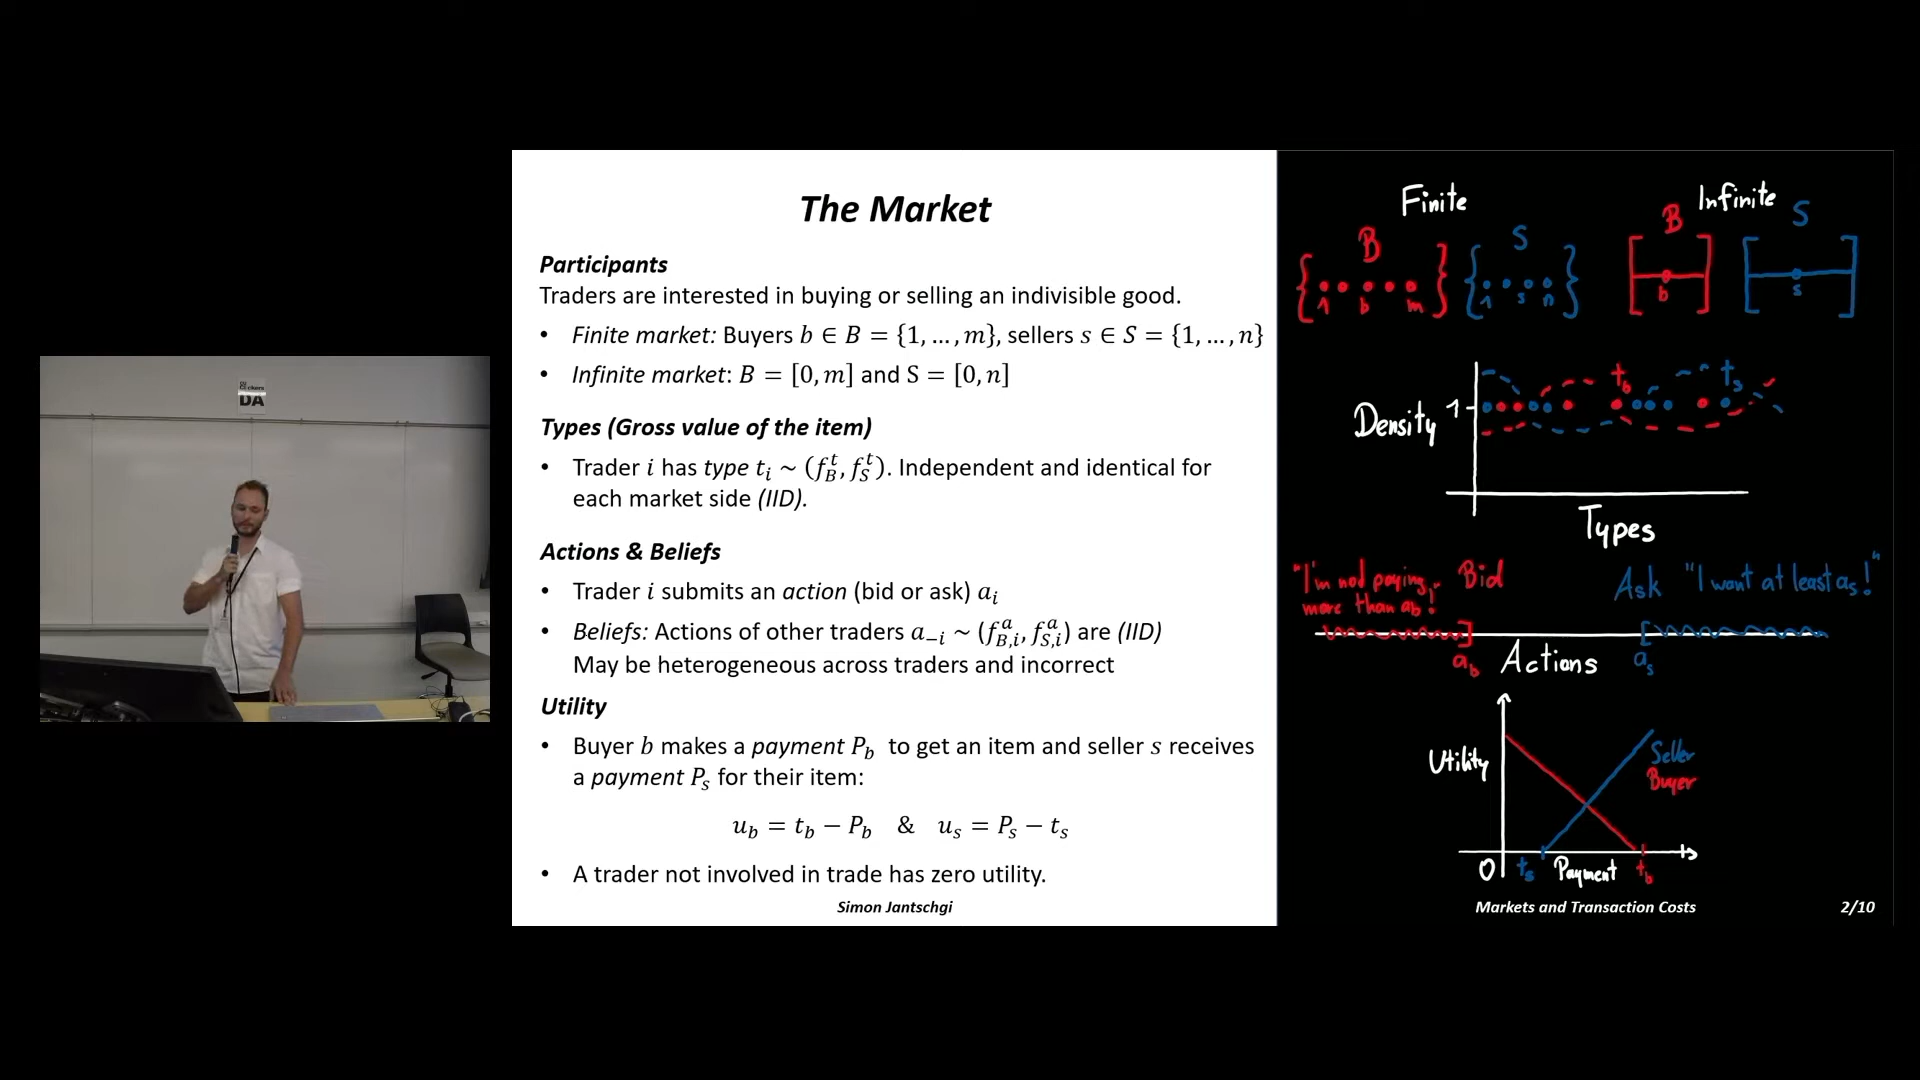 The Market
Participants
Traders are interested in buying or selling an indivisible good.
• Finite market: Buyers b ∈ B = {1, … , m}, sellers s ∈ S = {1, … , n}
• Infinite market: B = [0, m] and S = [0, n]
Types (Gross value of the item)
• Trader i has type t_i ~ (f_B^t, f_S^t). Independent and identical for
each market side (IID).
Actions & Beliefs
• Trader i submits an action (bid or ask) a_i
• Beliefs: Actions of other traders a_{-i} ~ (f_{B,i}^a, f_{S,i}^a) are (IID)
May be heterogeneous across traders and incorrect
Utility
• Buyer b makes a payment P_b to get an item and seller s receives
a payment P_s for their item:
u_b = t_b − P_b & u_s = P_s − t_s
• A trader not involved in trade has zero utility.
Simon Jantschgi
Finite
Infinite
B
S
B
S
1 b m
1 s n
b
s
Density
1
t_b
t_s
Types
"I'm not paying
more than a_b!"
Bid
Ask
"I want at least a_s!"
a_b
Actions
a_s
Utility
Seller
Buyer
0
t_s
Payment
t_b
Markets and Transaction Costs
2/10
DA